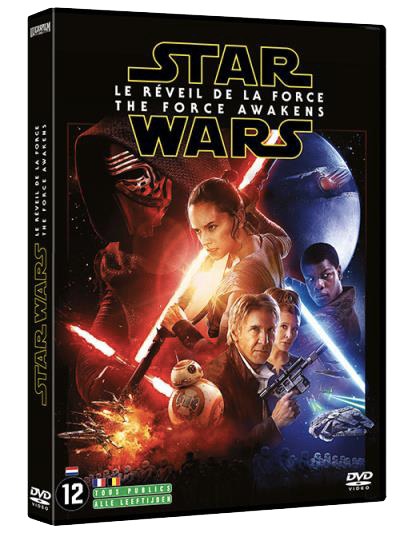 STAR
LE RÉVEIL DE LA FORCE
THE FORCE AWAKENS
WARS
STAR WARS
LE RÉVEIL DE LA FORCE
THE FORCE AWAKENS
DVD
VIDEO
12
TOUS PUBLICS
ALLE LEEFTIJDEN
DVD
VIDEO